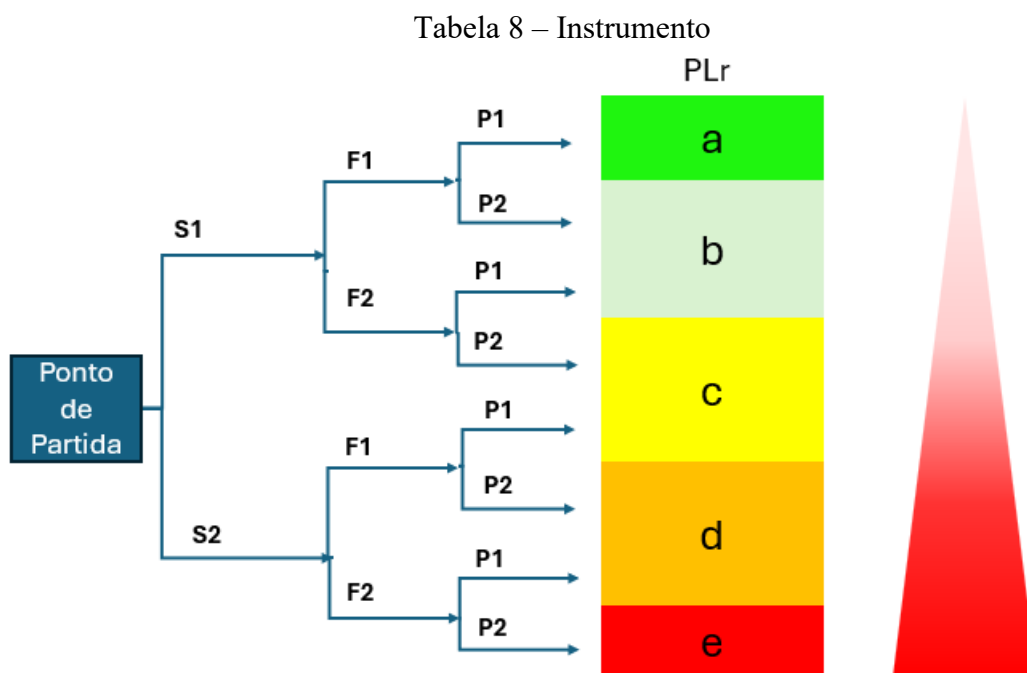 Tabela 8 – Instrumento
PLr
P1
a
F1
P2
S1
b
P1
F2
P2
Ponto
de
Partida
c
P1
F1
P2
S2
d
P1
F2
P2
e